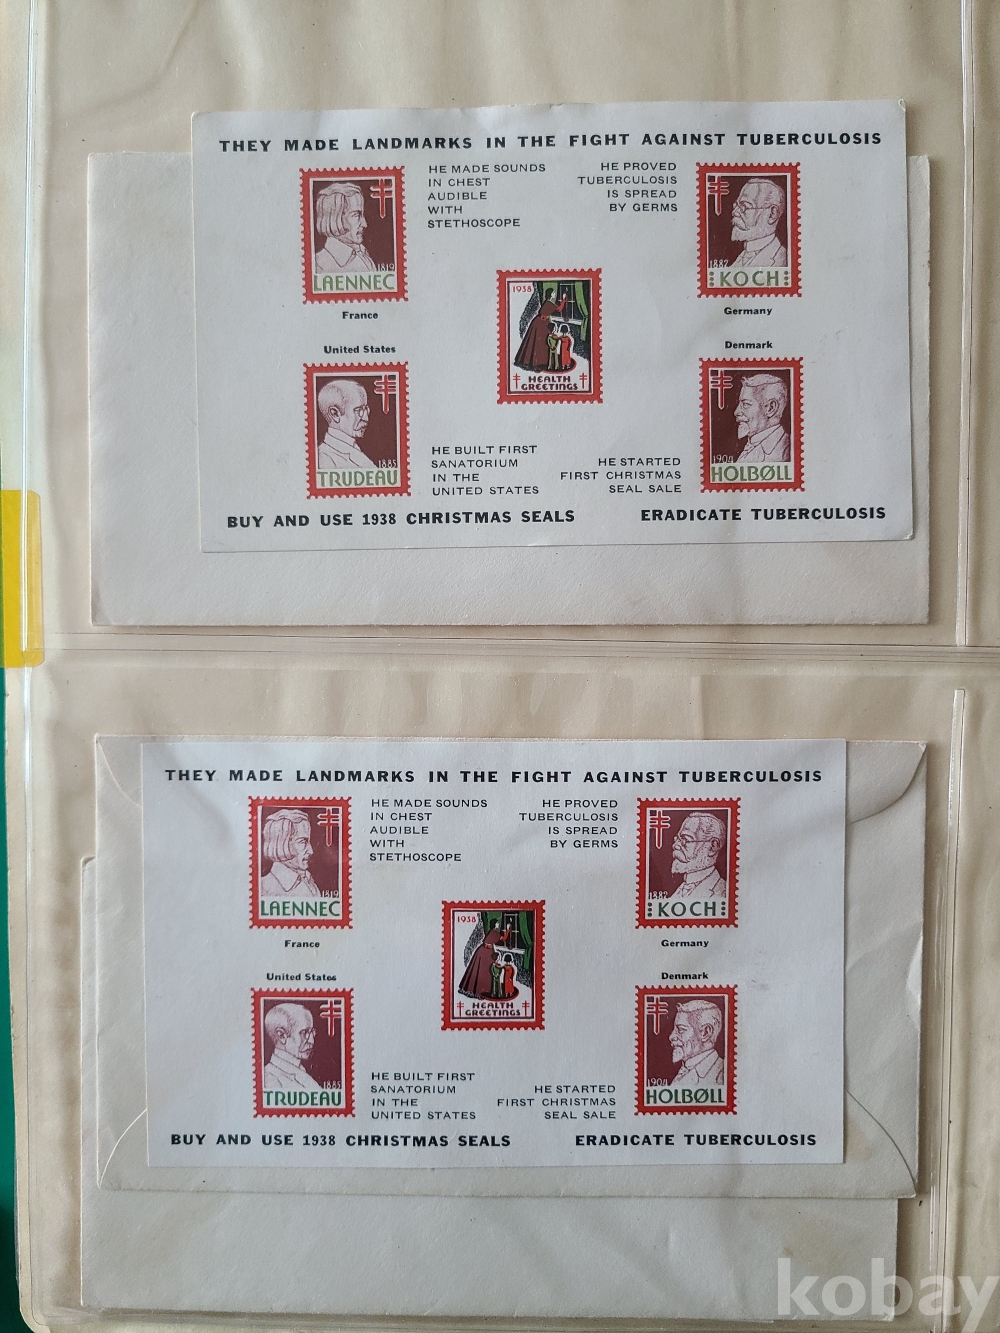 THEY MADE LANDMARKS IN THE FIGHT AGAINST TUBERCULOSIS
HE MADE SOUNDS
IN CHEST
AUDIBLE
WITH
STETHOSCOPE
HE PROVED
TUBERCULOSIS
IS SPREAD
BY GERMS
1819
LAENNEC
France
1882
:KOCH:
Germany
1938
HEALTH
GREETINGS
United States
1885
TRUDEAU
Denmark
1904
HOLBØLL
HE BUILT FIRST
SANATORIUM
IN THE
UNITED STATES
HE STARTED
FIRST CHRISTMAS
SEAL SALE
BUY AND USE 1938 CHRISTMAS SEALS
ERADICATE TUBERCULOSIS
THEY MADE LANDMARKS IN THE FIGHT AGAINST TUBERCULOSIS
HE MADE SOUNDS
IN CHEST
AUDIBLE
WITH
STETHOSCOPE
HE PROVED
TUBERCULOSIS
IS SPREAD
BY GERMS
1819
LAENNEC
France
1882
:KOCH:
Germany
1938
HEALTH
GREETINGS
United States
1885
TRUDEAU
Denmark
1904
HOLBØLL
HE BUILT FIRST
SANATORIUM
IN THE
UNITED STATES
HE STARTED
FIRST CHRISTMAS
SEAL SALE
BUY AND USE 1938 CHRISTMAS SEALS
ERADICATE TUBERCULOSIS
kobay